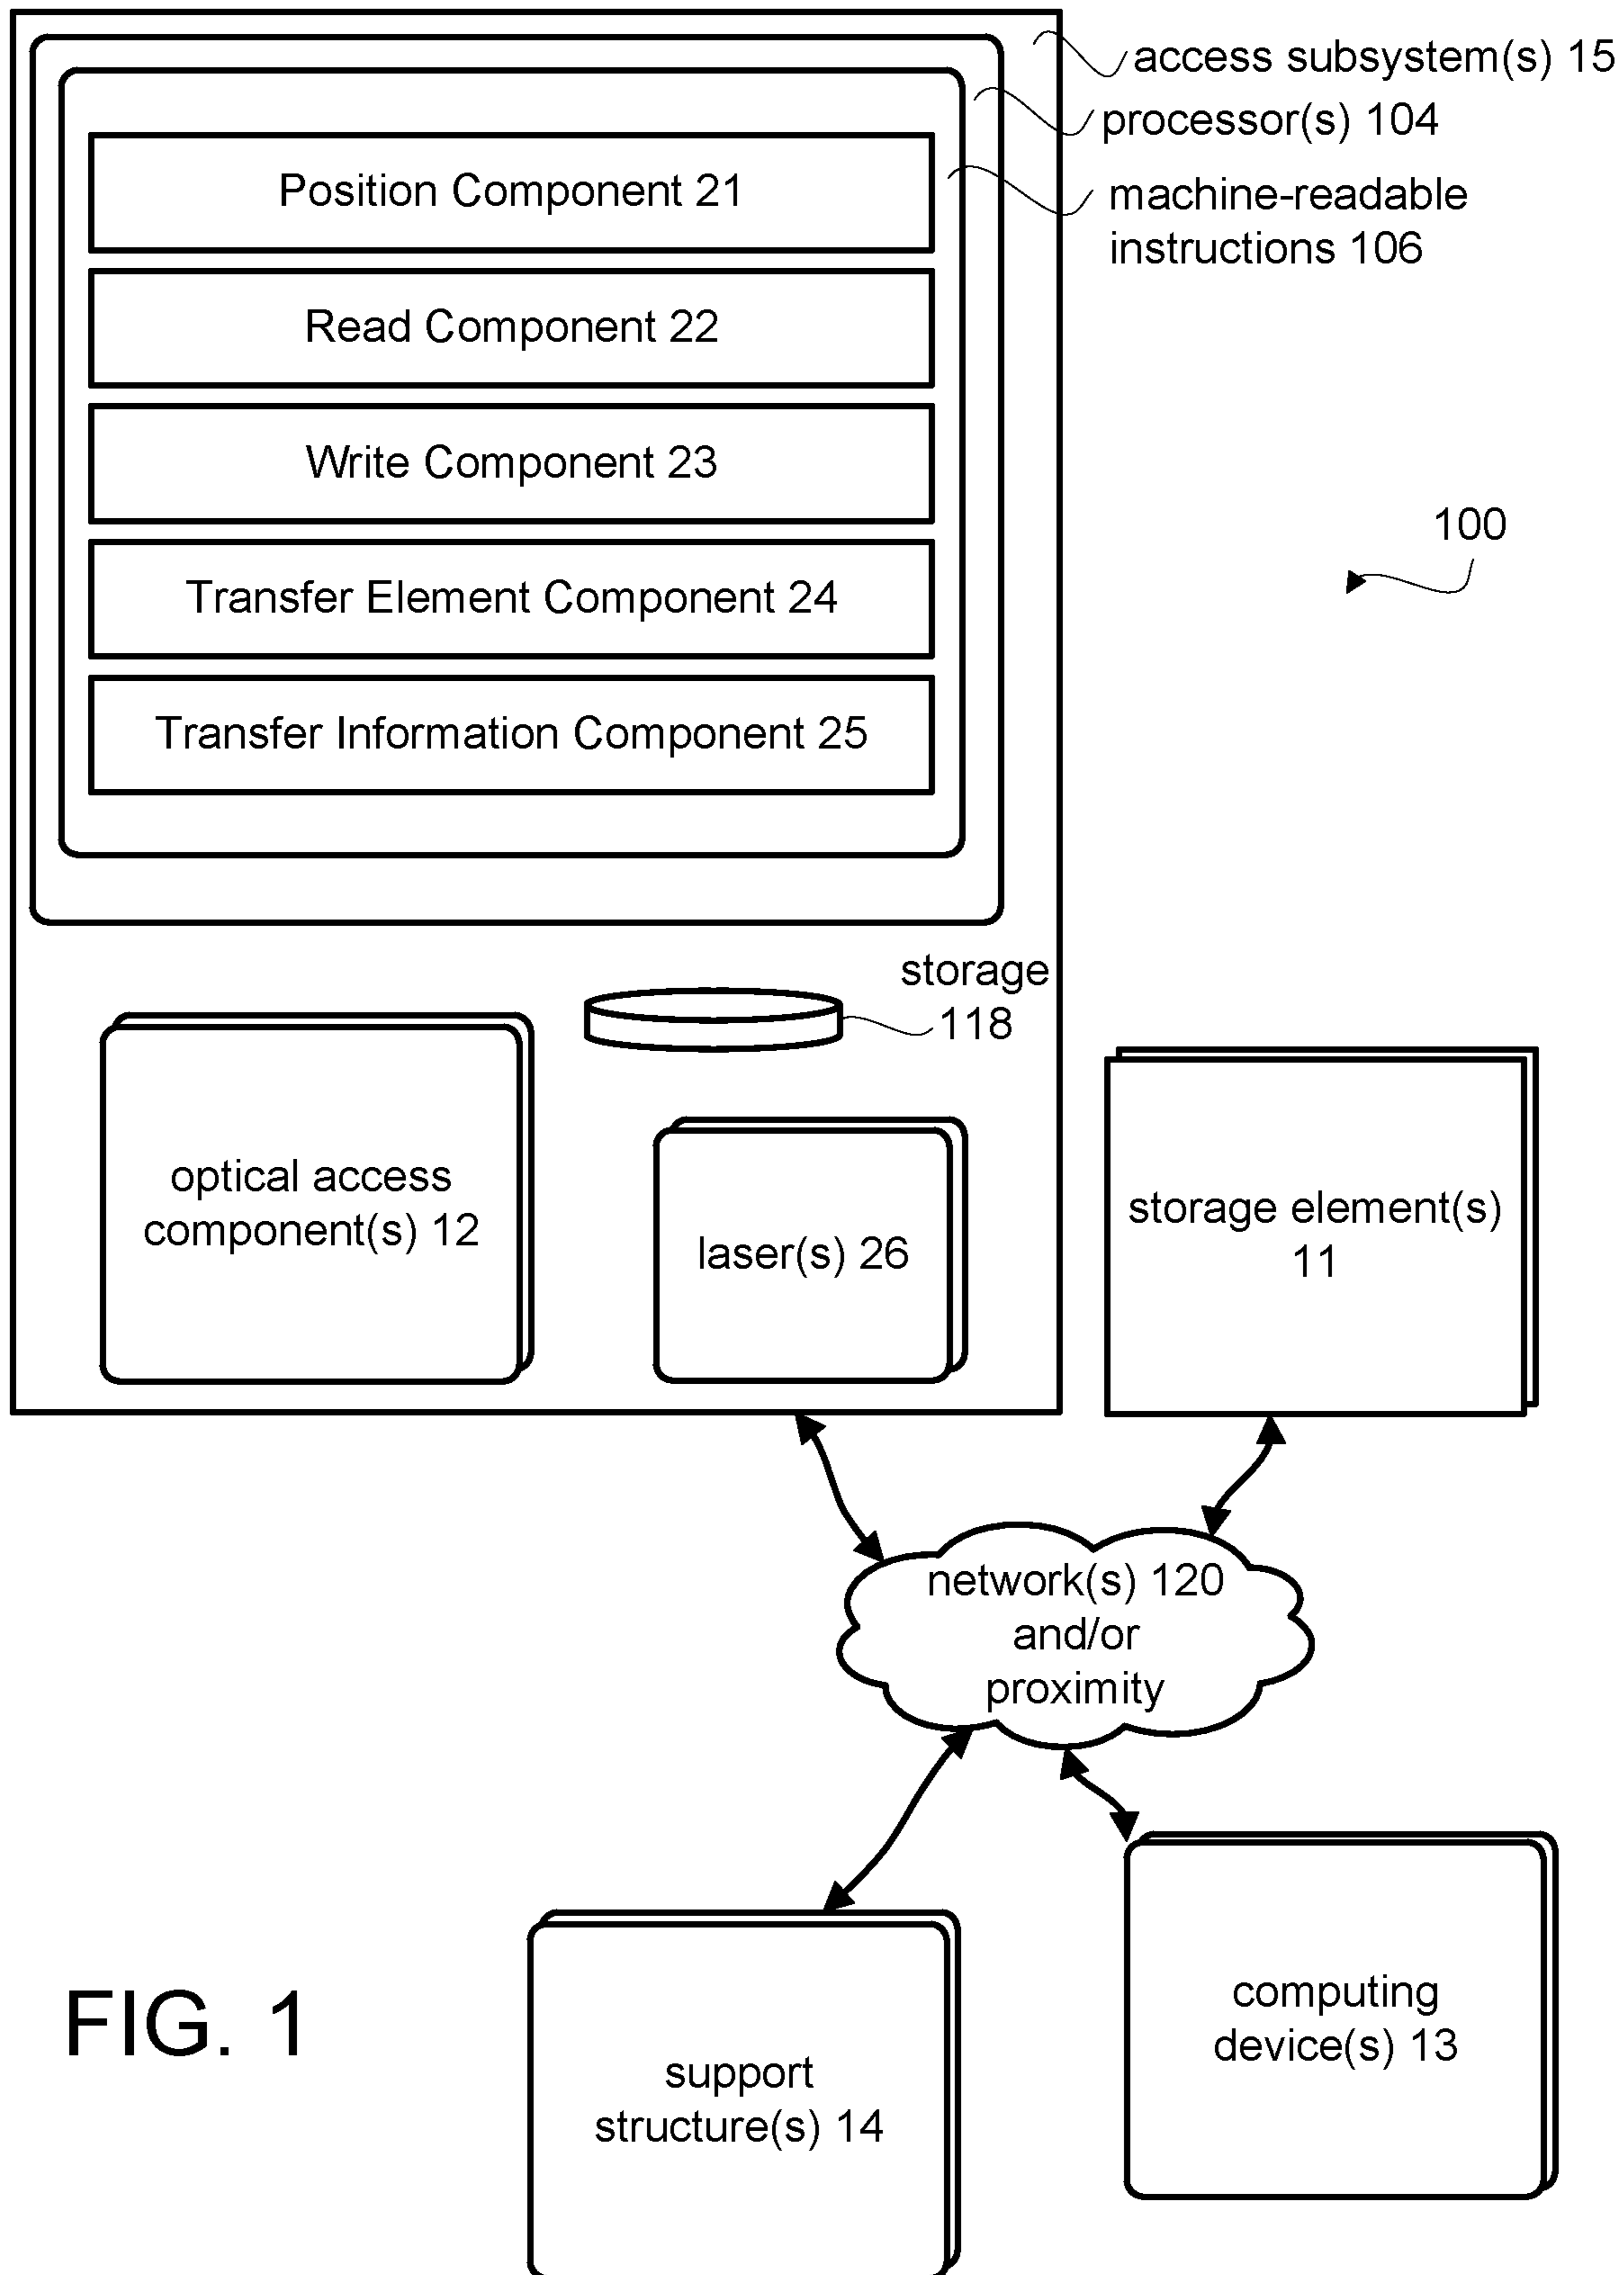 access subsystem(s) 15
processor(s) 104
machine-readable
instructions 106
Position Component 21
Read Component 22
Write Component 23
Transfer Element Component 24
Transfer Information Component 25
100
storage
118
optical access
component(s) 12
laser(s) 26
storage element(s)
11
network(s) 120
and/or
proximity
computing
device(s) 13
support
structure(s) 14
FIG. 1